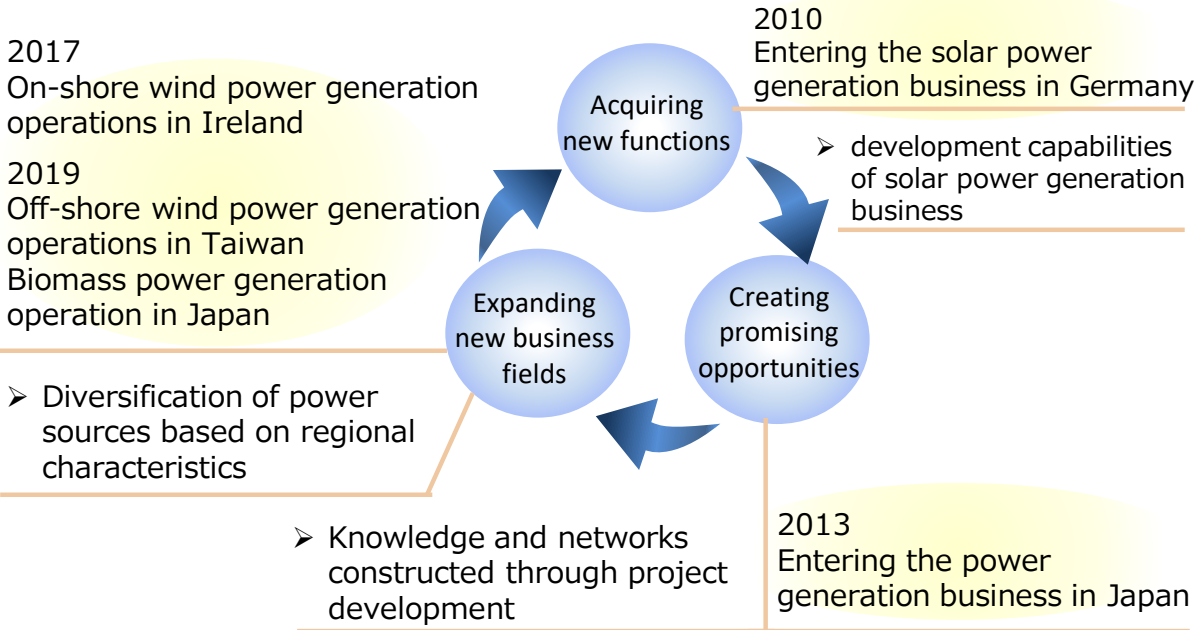 2017
On-shore wind power generation
operations in Ireland
2019
Off-shore wind power generation
operations in Taiwan
Biomass power generation
operation in Japan
➢ Diversification of power
sources based on regional
characteristics
Acquiring
new functions
2010
Entering the solar power
generation business in Germany
➢ development capabilities
of solar power generation
business
Expanding
new business
fields
Creating
promising
opportunities
➢ Knowledge and networks
constructed through project
development
2013
Entering the power
generation business in Japan